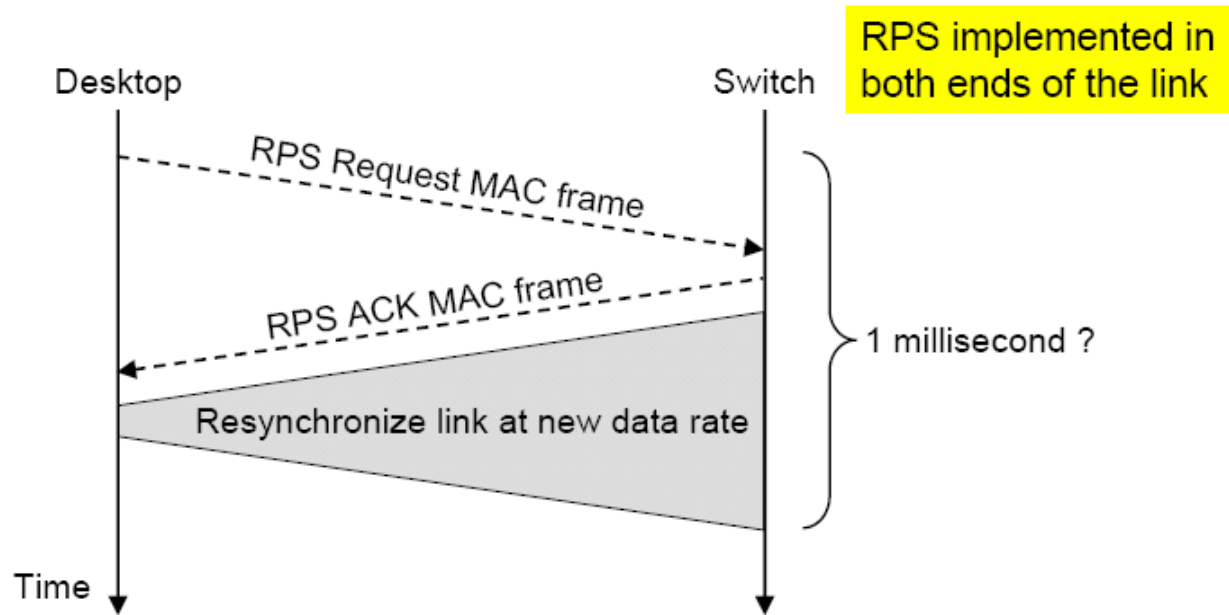 RPS implemented in
both ends of the link
Desktop
Switch
RPS Request MAC frame
RPS ACK MAC frame
1 millisecond ?
Resynchronize link at new data rate
Time